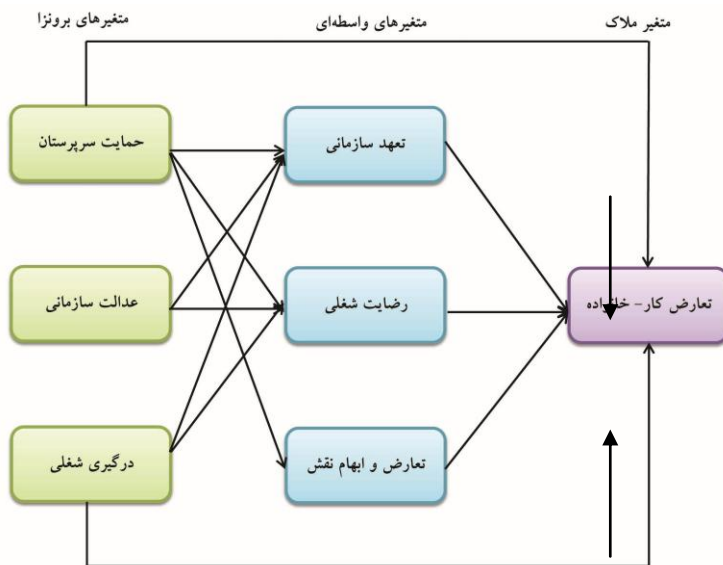 متغیرهای برونزا
متغیرهای واسطه‌ای
متغیر ملاک
حمایت سرپرستان
تعهد سازمانی
عدالت سازمانی
رضایت شغلی
تعارض کار- خانواده
درگیری شغلی
تعارض و ابهام نقش